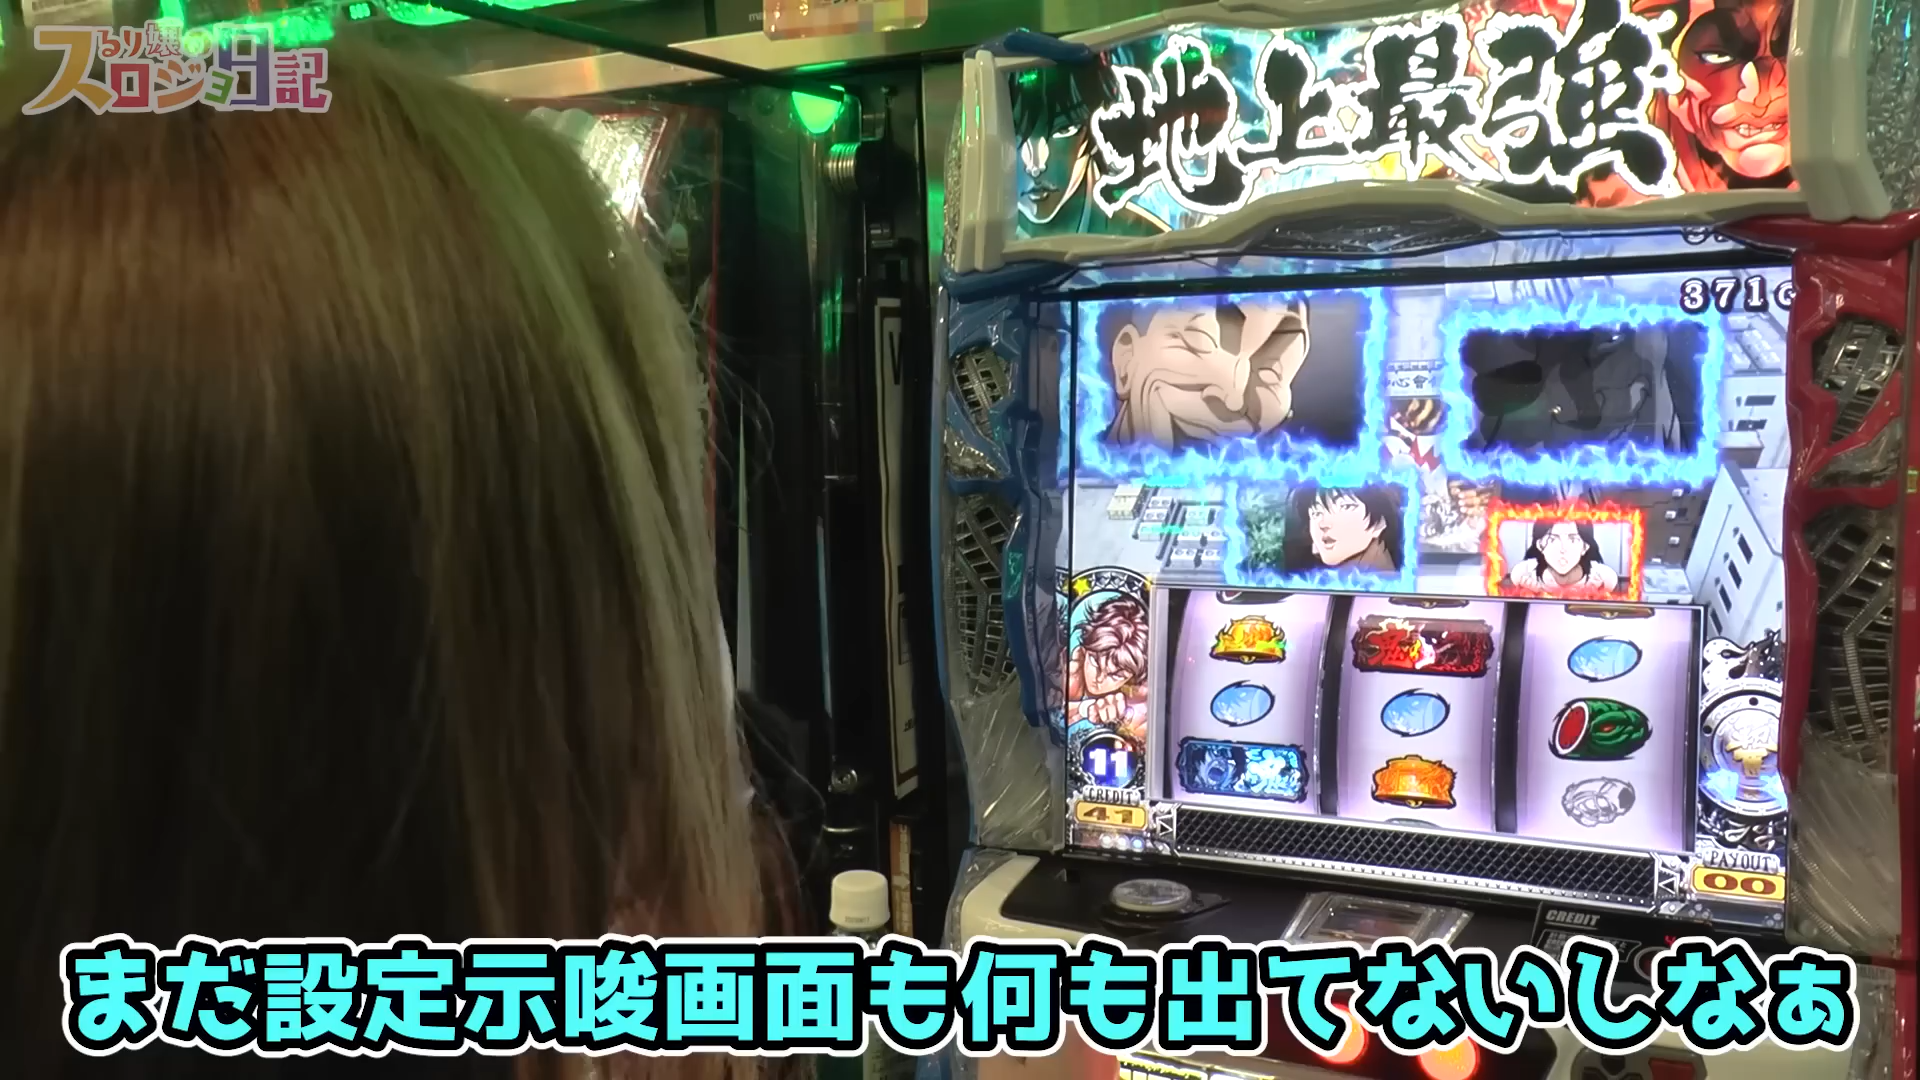 るり嬢の
スロジョ日記
地上最強
371G
11
CREDIT
41
PAYOUT
00
CREDIT
まだ設定示唆画面も何も出てないしなぁ